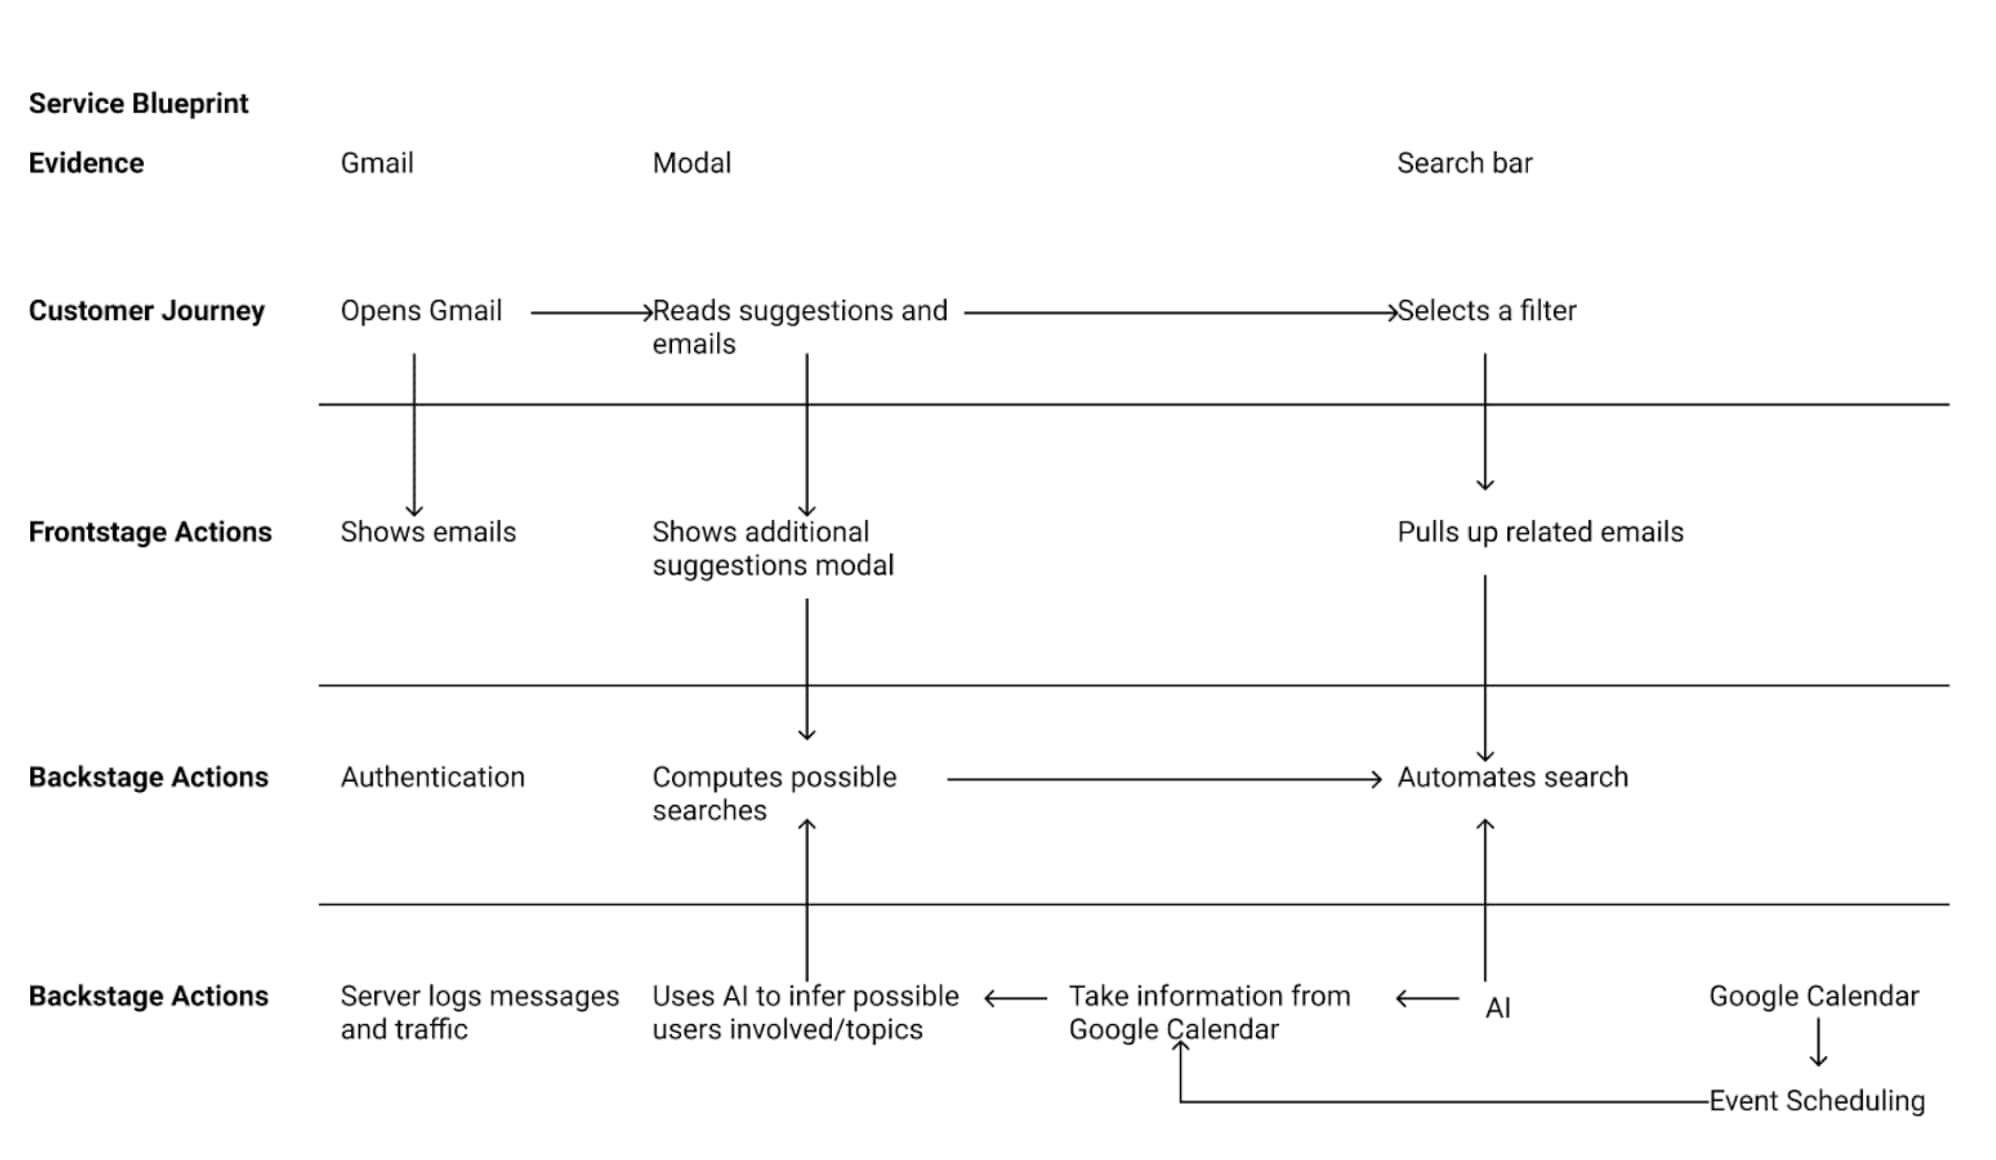 Service Blueprint
Evidence
Gmail
Modal
Search bar
Customer Journey
Opens Gmail
Reads suggestions and
emails
Selects a filter
Frontstage Actions
Shows emails
Shows additional
suggestions modal
Pulls up related emails
Backstage Actions
Authentication
Computes possible
searches
Automates search
Backstage Actions
Server logs messages
and traffic
Uses AI to infer possible
users involved/topics
Take information from
Google Calendar
AI
Google Calendar
Event Scheduling